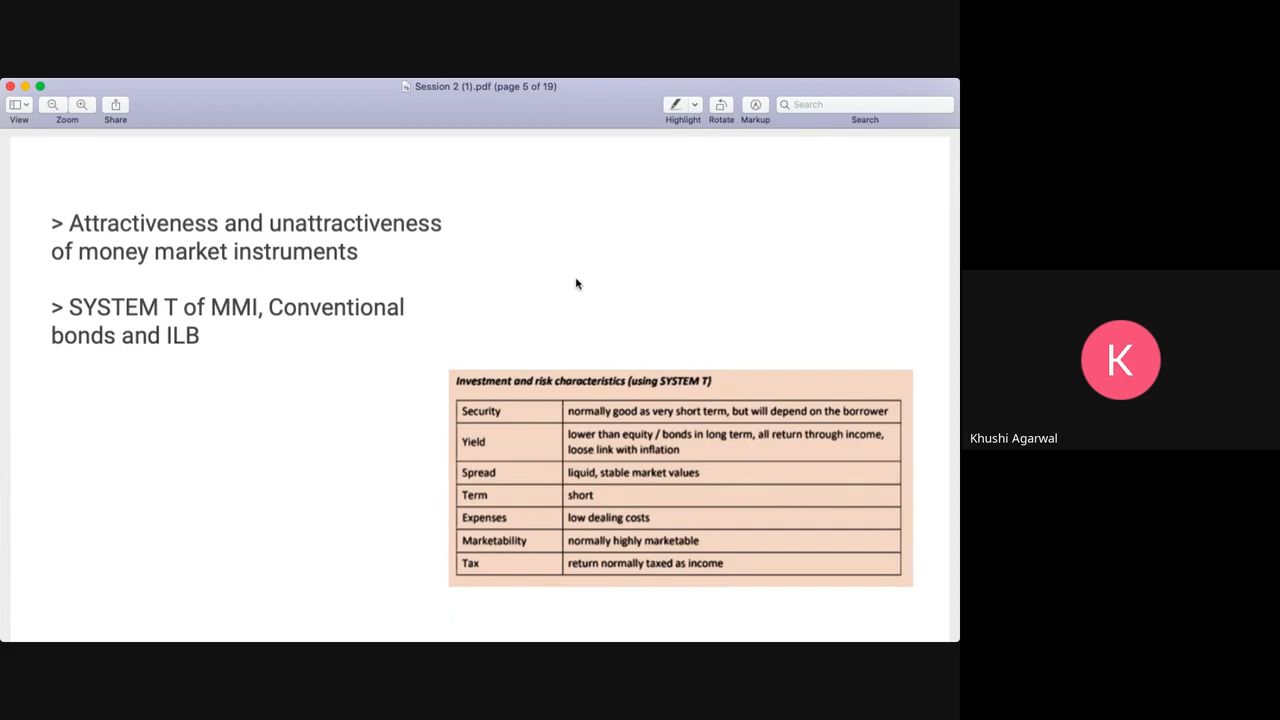 Session 2 (1).pdf (page 5 of 19)
View
Zoom
Share
Highlight
Rotate
Markup
Search
Search
> Attractiveness and unattractiveness
of money market instruments
> SYSTEM T of MMI, Conventional
bonds and ILB
Investment and risk characteristics (using SYSTEM T)
Security normally good as very short term, but will depend on the borrower
Yield lower than equity / bonds in long term, all return through income,
loose link with inflation
Spread liquid, stable market values
Term short
Expenses low dealing costs
Marketability normally highly marketable
Tax return normally taxed as income
K
Khushi Agarwal